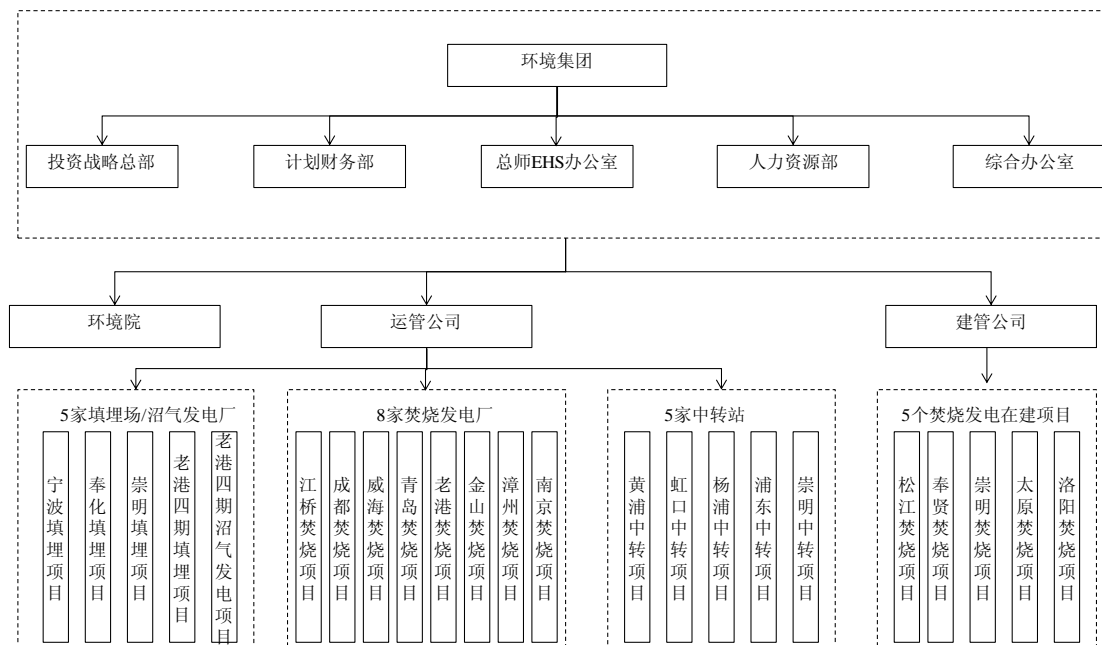 环境集团
投资战略总部
计划财务部
总师EHS办公室
人力资源部
综合办公室
环境院
运管公司
建管公司
5家填埋场/沼气发电厂
8家焚烧发电厂
5家中转站
5个焚烧发电在建项目
宁波填埋项目
奉化填埋项目
崇明填埋项目
老港四期填埋项目
老港四期沼气发电项目
江桥焚烧项目
成都焚烧项目
威海焚烧项目
青岛焚烧项目
老港焚烧项目
金山焚烧项目
漳州焚烧项目
南京焚烧项目
黄浦中转项目
虹口中转项目
杨浦中转项目
浦东中转项目
崇明中转项目
松江焚烧项目
奉贤焚烧项目
崇明焚烧项目
太原焚烧项目
洛阳焚烧项目